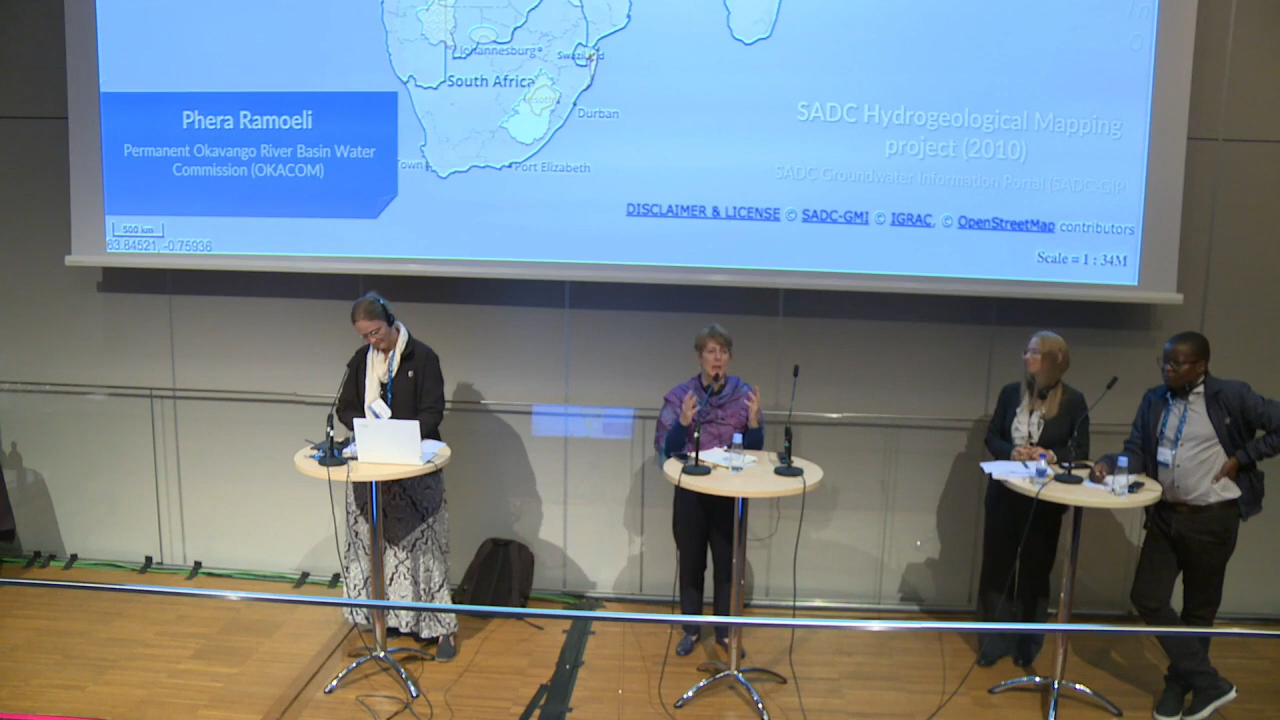 Johannesburg
Swaziland
South Africa
Lesotho
Durban
Town
Port Elizabeth
Phera Ramoeli
Permanent Okavango River Basin Water
Commission (OKACOM)
SADC Hydrogeological Mapping
project (2010)
SADC Groundwater Information Portal (SADC-GIP)
DISCLAIMER & LICENSE © SADC-GMI © IGRAC, © OpenStreetMap contributors
500 km
63.84521, -0.75936
Scale = 1 : 34M